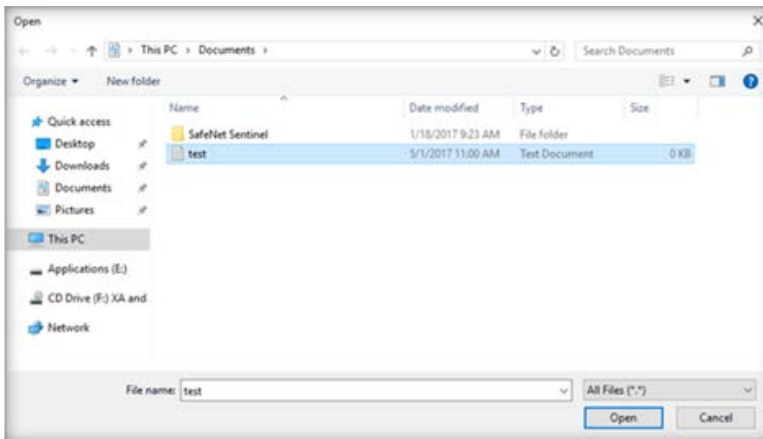 Open
This PC > Documents >
Search Documents
Organize
New folder
Name
Date modified
Type
Size
Quick access
Desktop
Downloads
Documents
Pictures
This PC
Applications (E:)
CD Drive (F:) XA and
Network
SafeNet Sentinel
1/18/2017 9:23 AM
File folder
test
5/1/2017 11:00 AM
Text Document
0 KB
File name: test
All Files (*.*)
Open
Cancel